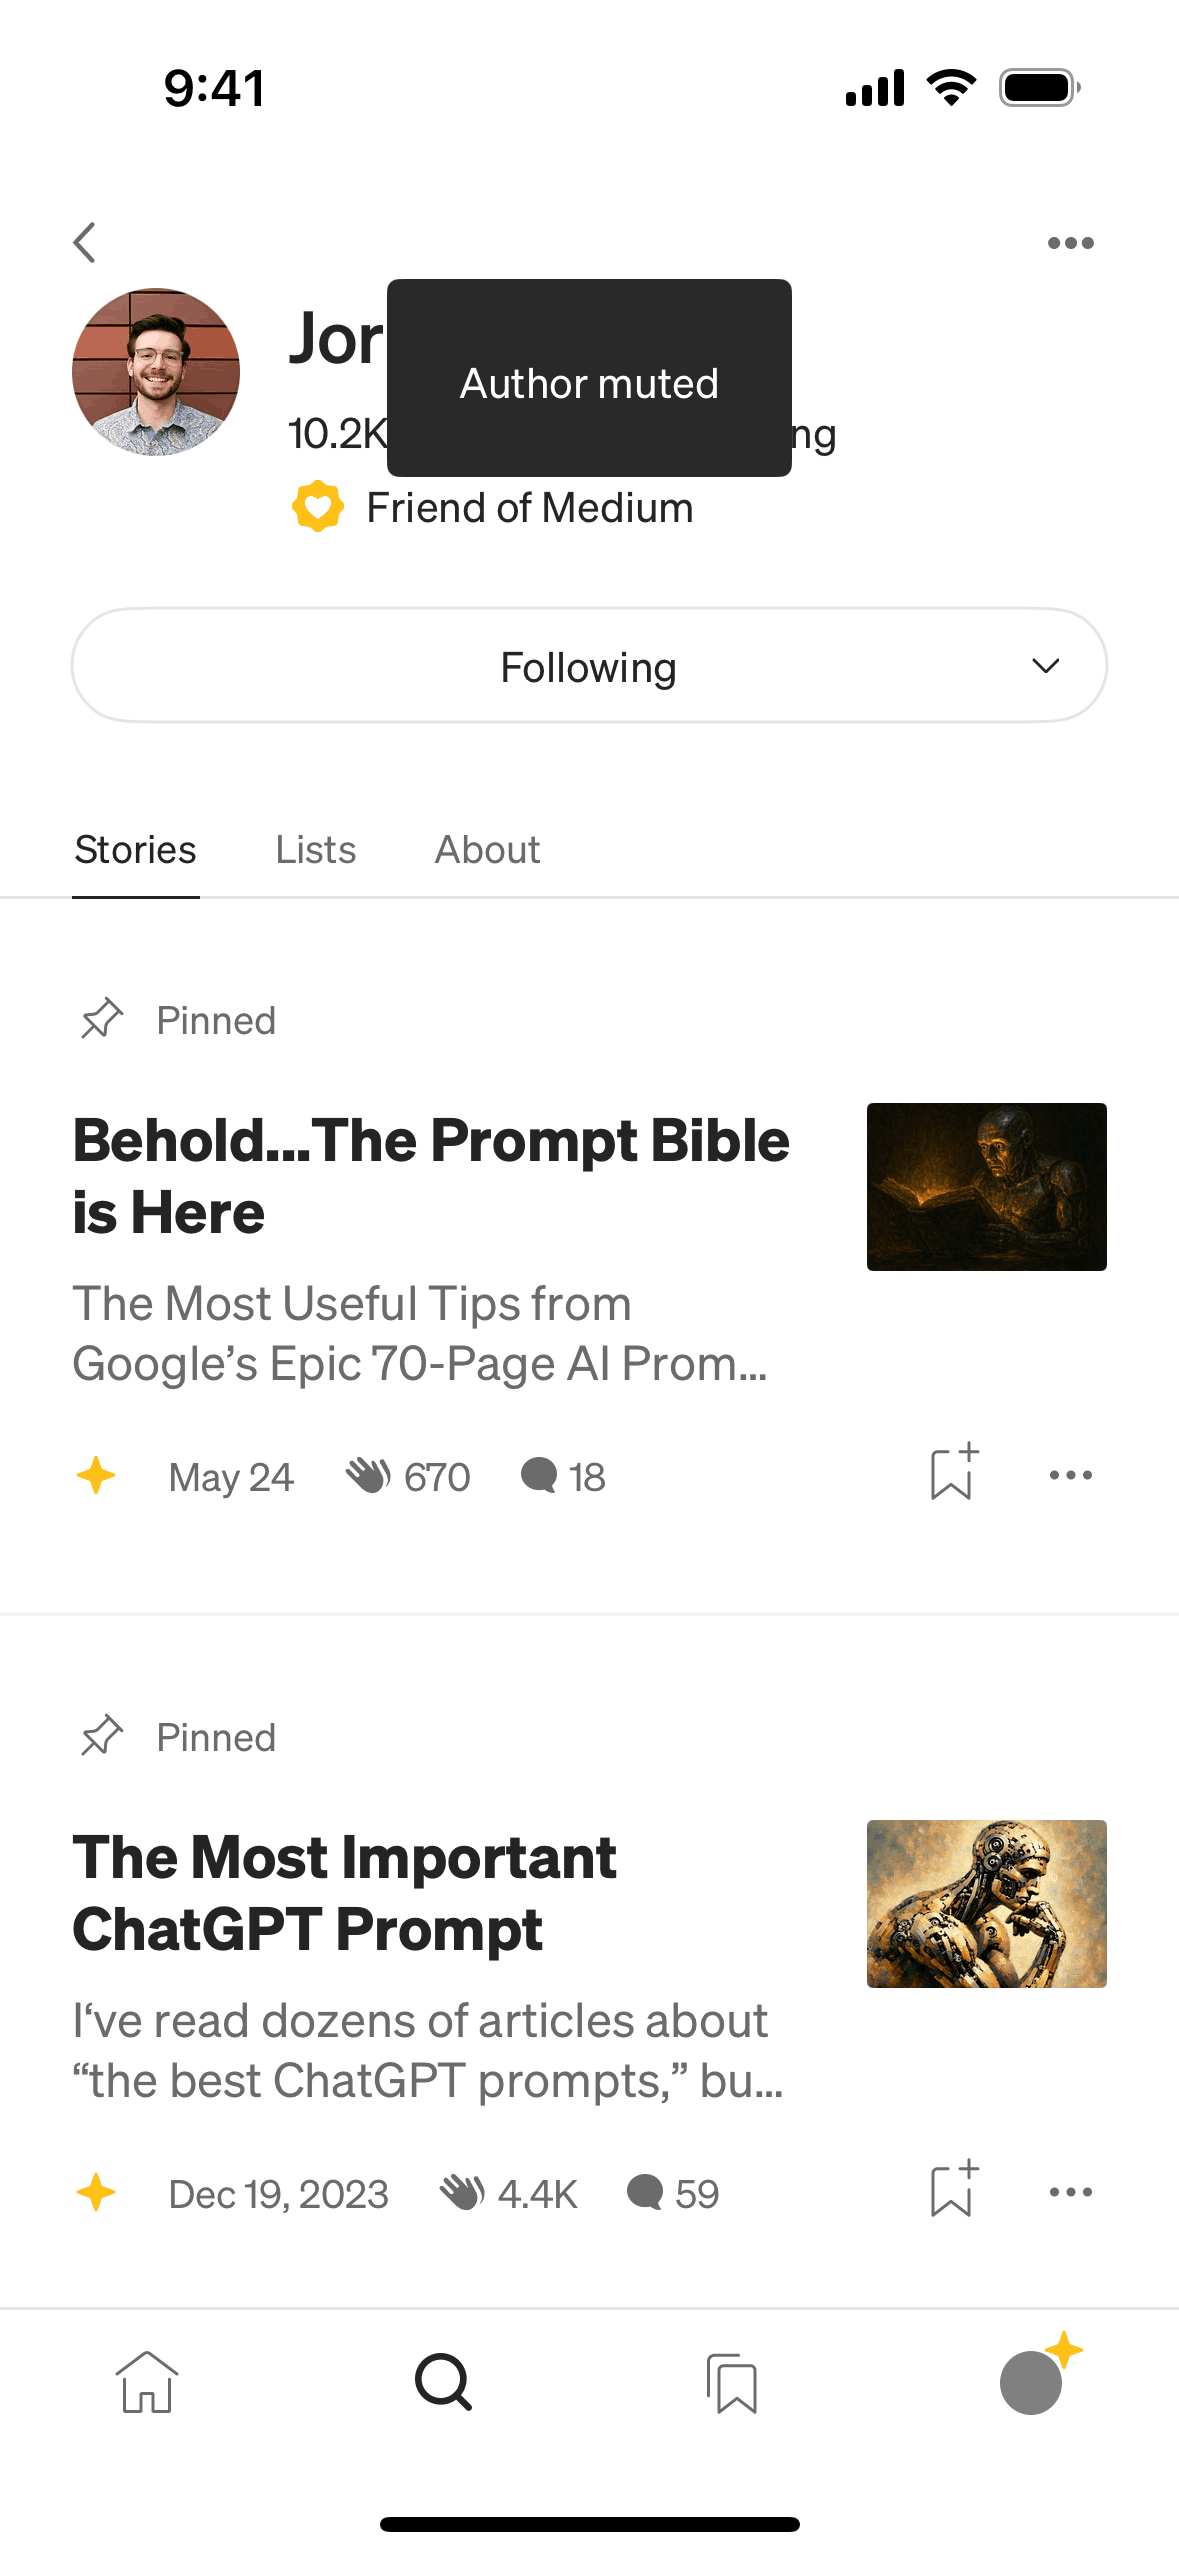 9:41
Jor
Author muted
10.2K
ng
Friend of Medium
Following
Stories Lists About
Pinned
Behold...The Prompt Bible
is Here
The Most Useful Tips from
Google’s Epic 70-Page AI Prom...
May 24 670 18
Pinned
The Most Important
ChatGPT Prompt
I‘ve read dozens of articles about
“the best ChatGPT prompts,” bu...
Dec 19, 2023 4.4K 59